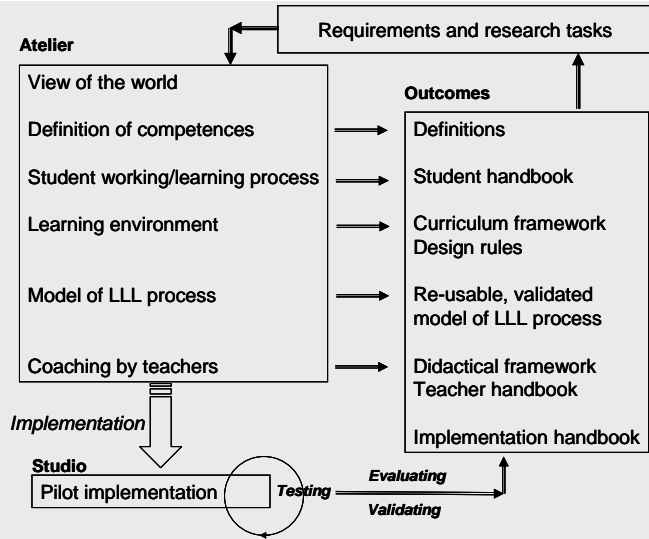 Requirements and research tasks
Atelier
View of the world
Definition of competences
Student working/learning process
Learning environment
Model of LLL process
Coaching by teachers
Outcomes
Definitions
Student handbook
Curriculum framework
Design rules
Re-usable, validated
model of LLL process
Didactical framework
Teacher handbook
Implementation handbook
Implementation
Studio
Pilot implementation
Testing
Evaluating
Validating